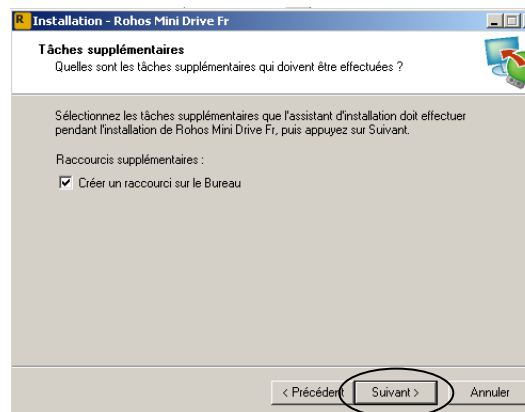 R Installation - Rohos Mini Drive Fr
Tâches supplémentaires
Quelles sont les tâches supplémentaires qui doivent être effectuées ?
Sélectionnez les tâches supplémentaires que l'assistant d'installation doit effectuer
pendant l'installation de Rohos Mini Drive Fr, puis appuyez sur Suivant.
Raccourcis supplémentaires :
Créer un raccourci sur le Bureau
< Précédent Suivant > Annuler